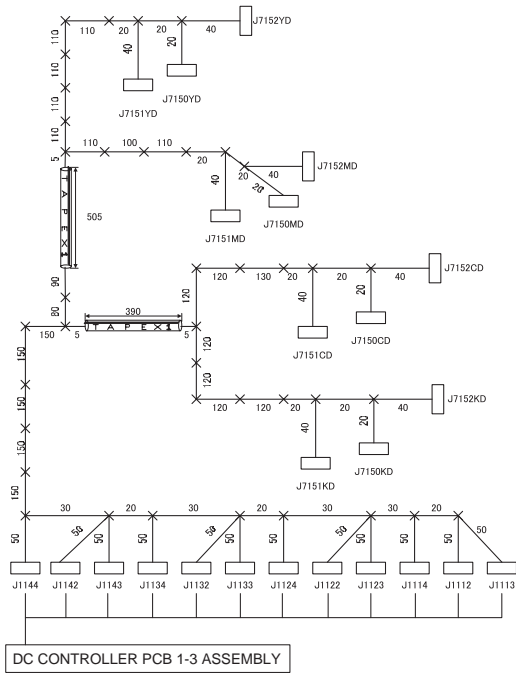 110 20 20 40 J7152YD
110
40
20
110
J7151YD J7150YD
110
110
110 100 110
20
5
20 40 J7152MD
40
20
J7151MD J7150MD
TAPEX1
505
90
80
120 130 20 20 40 J7152CD
120
40
20
J7151CD J7150CD
390
150 5 TAPEX1 5
150
120
120
120 120 20 20 40 J7152KD
40
20
J7151KD J7150KD
150
150
150
30 20 30 20 30 30 20
50 50 50 50 50 50 50 50 50 50 50 50
J1144 J1142 J1143 J1134 J1132 J1133 J1124 J1122 J1123 J1114 J1112 J1113
DC CONTROLLER PCB 1-3 ASSEMBLY